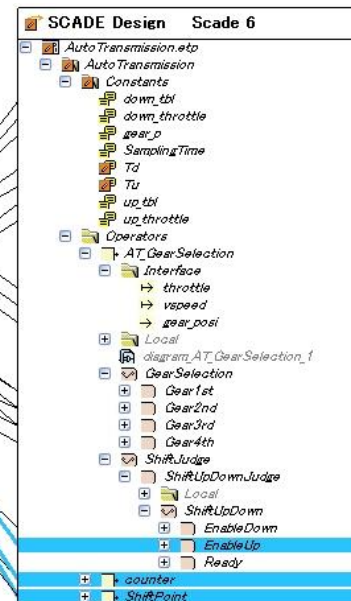 SCADE Design Scade 6
AutoTransmission.etp
AutoTransmission
Constants
down_tbl
down_throttle
gear_p
SamplingTime
Td
Tu
up_tbl
up_throttle
Operators
AT_GearSelection
Interface
throttle
vspeed
gear_posi
Local
diagram_AT_GearSelection_1
GearSelection
Gear1st
Gear2nd
Gear3rd
Gear4th
ShiftJudge
ShiftUpDownJudge
Local
ShiftUpDown
EnableDown
EnableUp
Ready
counter
ShiftPoint